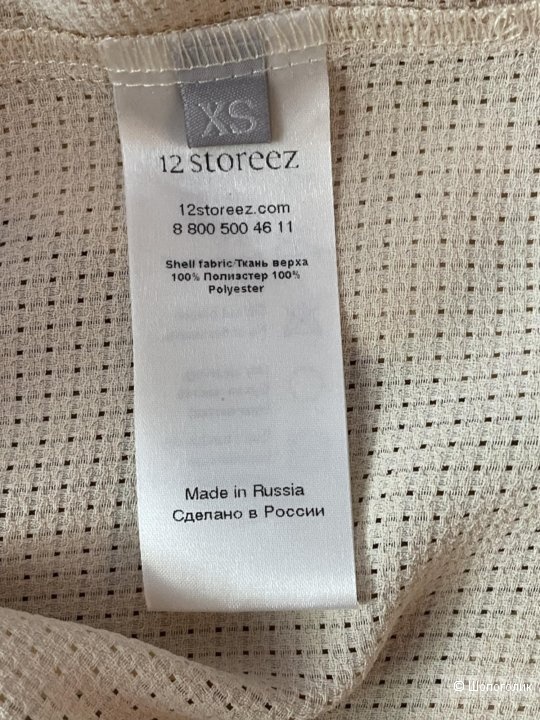 XS
12 storeez
12storeez.com
8 800 500 46 11
Shell fabric/Ткань верха
100% Полиэстер 100%
Polyester
Made in Russia
Сделано в России
© Шопоголик